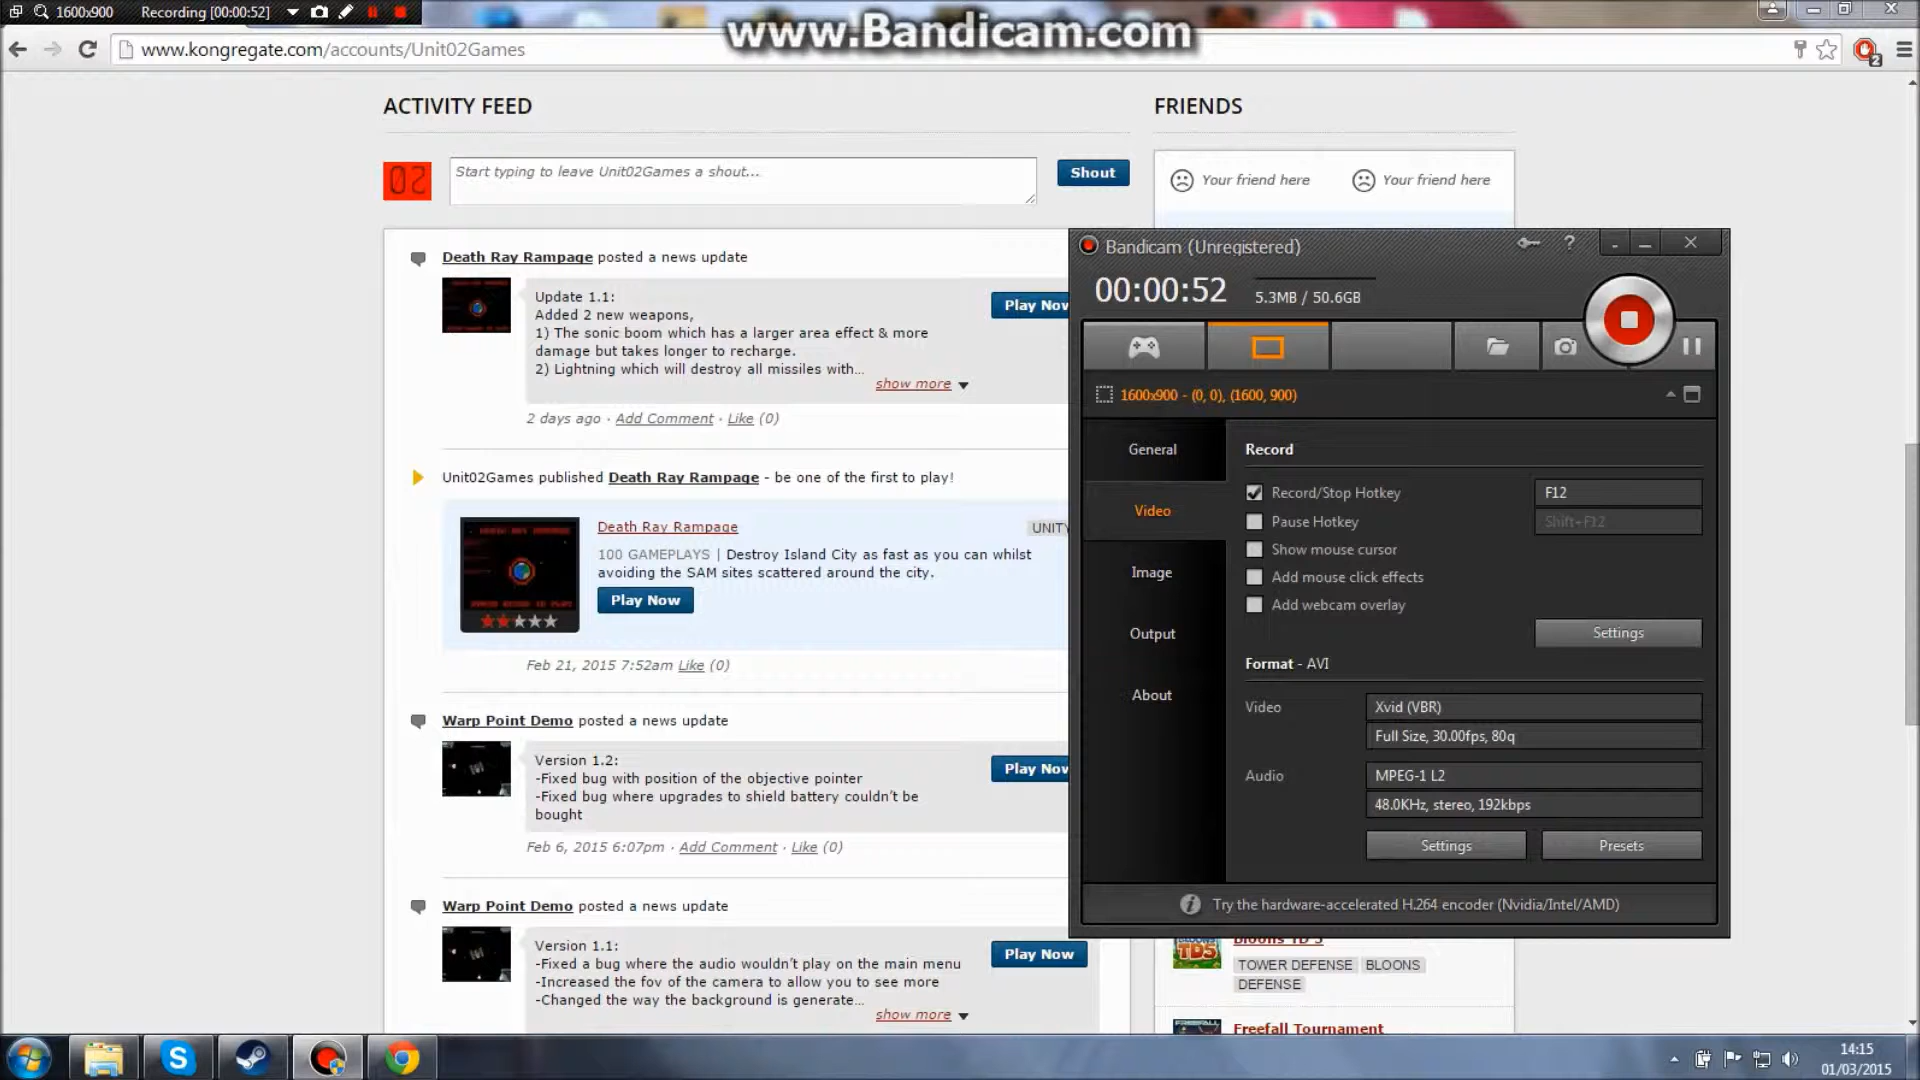 1600x900 Recording [00:00:52]
www.Bandicam.com
www.kongregate.com/accounts/Unit02Games
2
ACTIVITY FEED
FRIENDS
02
Start typing to leave Unit02Games a shout...
Shout
Your friend here
Your friend here
Death Ray Rampage posted a news update
Update 1.1:
Added 2 new weapons,
1) The sonic boom which has a larger area effect & more
damage but takes longer to recharge.
2) Lightning which will destroy all missiles with...
show more
Play Now
2 days ago · Add Comment · Like (0)
Unit02Games published Death Ray Rampage - be one of the first to play!
Death Ray Rampage
UNITY
100 GAMEPLAYS | Destroy Island City as fast as you can whilst
avoiding the SAM sites scattered around the city.
Play Now
Feb 21, 2015 7:52am Like (0)
Warp Point Demo posted a news update
Version 1.2:
-Fixed bug with position of the objective pointer
-Fixed bug where upgrades to shield battery couldn't be
bought
Play Now
Feb 6, 2015 6:07pm · Add Comment · Like (0)
Warp Point Demo posted a news update
Version 1.1:
-Fixed a bug where the audio wouldn't play on the main menu
-Increased the fov of the camera to allow you to see more
-Changed the way the background is generate...
show more
Play Now
Bandicam (Unregistered)
?
00:00:52
5.3MB / 50.6GB
1600x900 - (0, 0), (1600, 900)
General
Video
Image
Output
About
Record
Record/Stop Hotkey F12
Pause Hotkey Shift+F12
Show mouse cursor
Add mouse click effects
Add webcam overlay
Settings
Format - AVI
Video Xvid (VBR)
Full Size, 30.00fps, 80q
Audio MPEG-1 L2
48.0KHz, stereo, 192kbps
Settings Presets
Try the hardware-accelerated H.264 encoder (Nvidia/Intel/AMD)
Bloons TD 5
TOWER DEFENSE BLOONS
DEFENSE
Freefall Tournament
14:15
01/03/2015